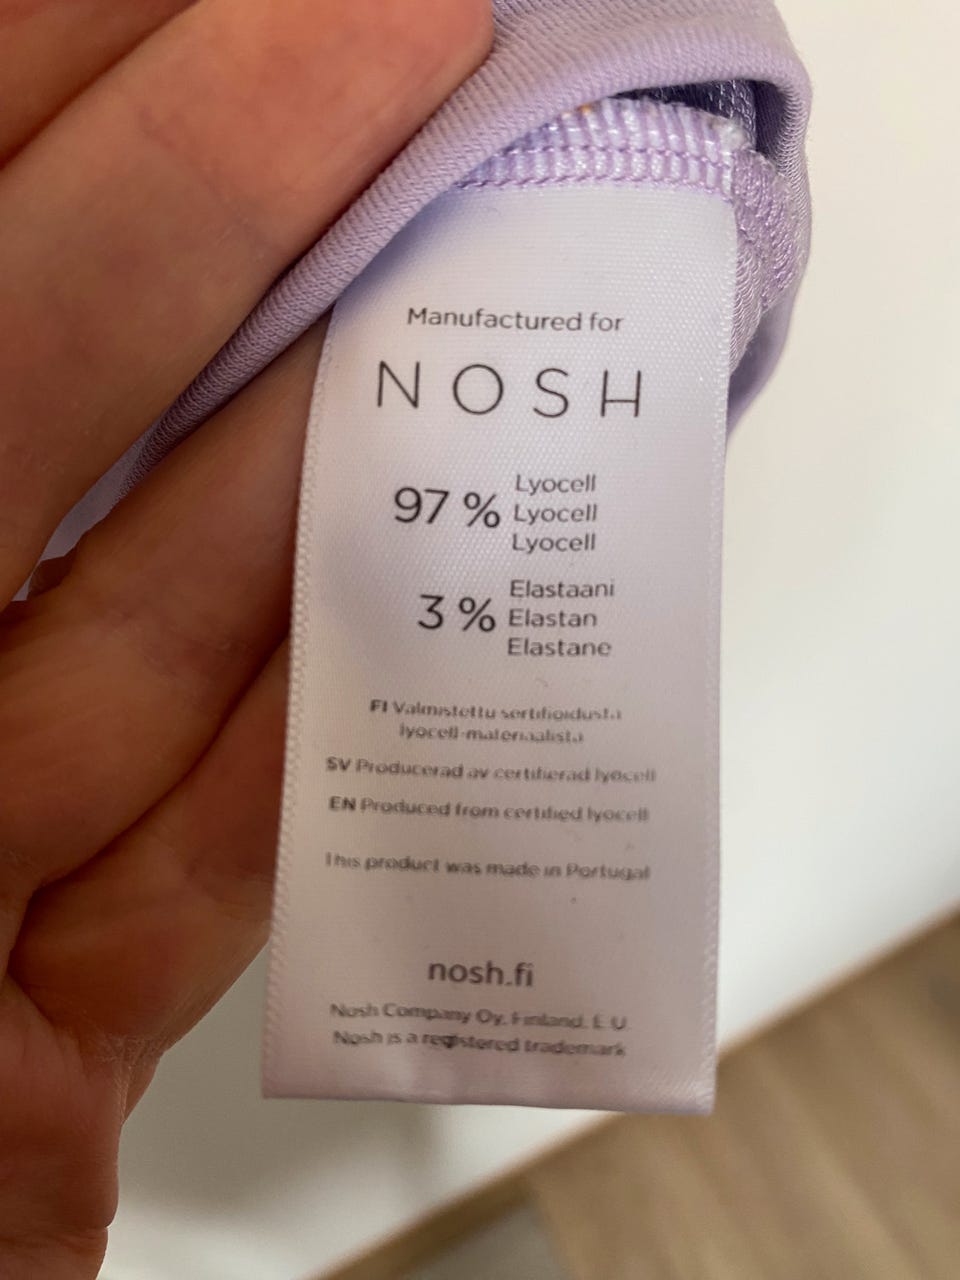 Manufactured for
NOSH
97 %
Lyocell
Lyocell
Lyocell
3 %
Elastaani
Elastan
Elastane
FI Valmistettu sertifioidusta
lyocell-materiaalista
SV Producerad av certifierad lyocell
EN Produced from certified lyocell
This product was made in Portugal
nosh.fi
Nosh Company Oy, Finland, E.U.
Nosh is a registered trademark